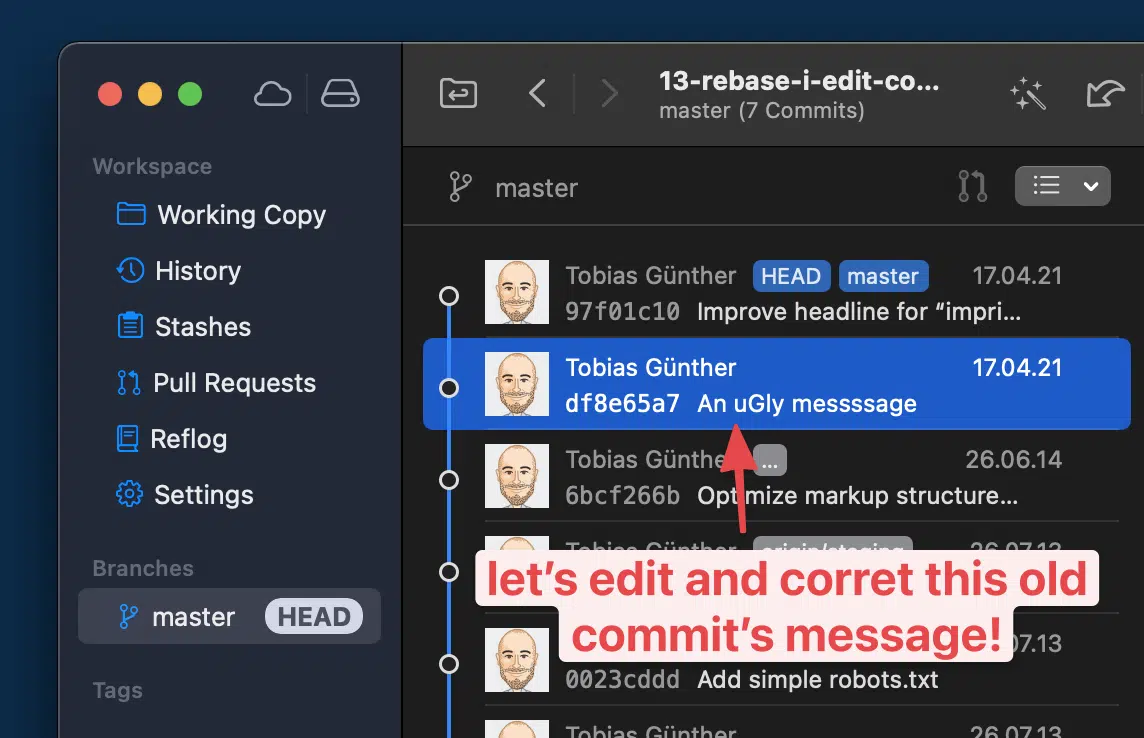 13-rebase-i-edit-co...
master (7 Commits)
Workspace
Working Copy
History
Stashes
Pull Requests
Reflog
Settings
Branches
master HEAD
Tags
master
Tobias Günther HEAD master 17.04.21
97f01c10 Improve headline for “impri...
Tobias Günther 17.04.21
df8e65a7 An uGly messssage
Tobias Günther ... 26.06.14
6bcf266b Optimize markup structure...
Tobias Günther origin/staging 26.07.13
let’s edit and corret this old
commit’s message!
07.13
0023cddd Add simple robots.txt
Tobias Günther 26.07.13